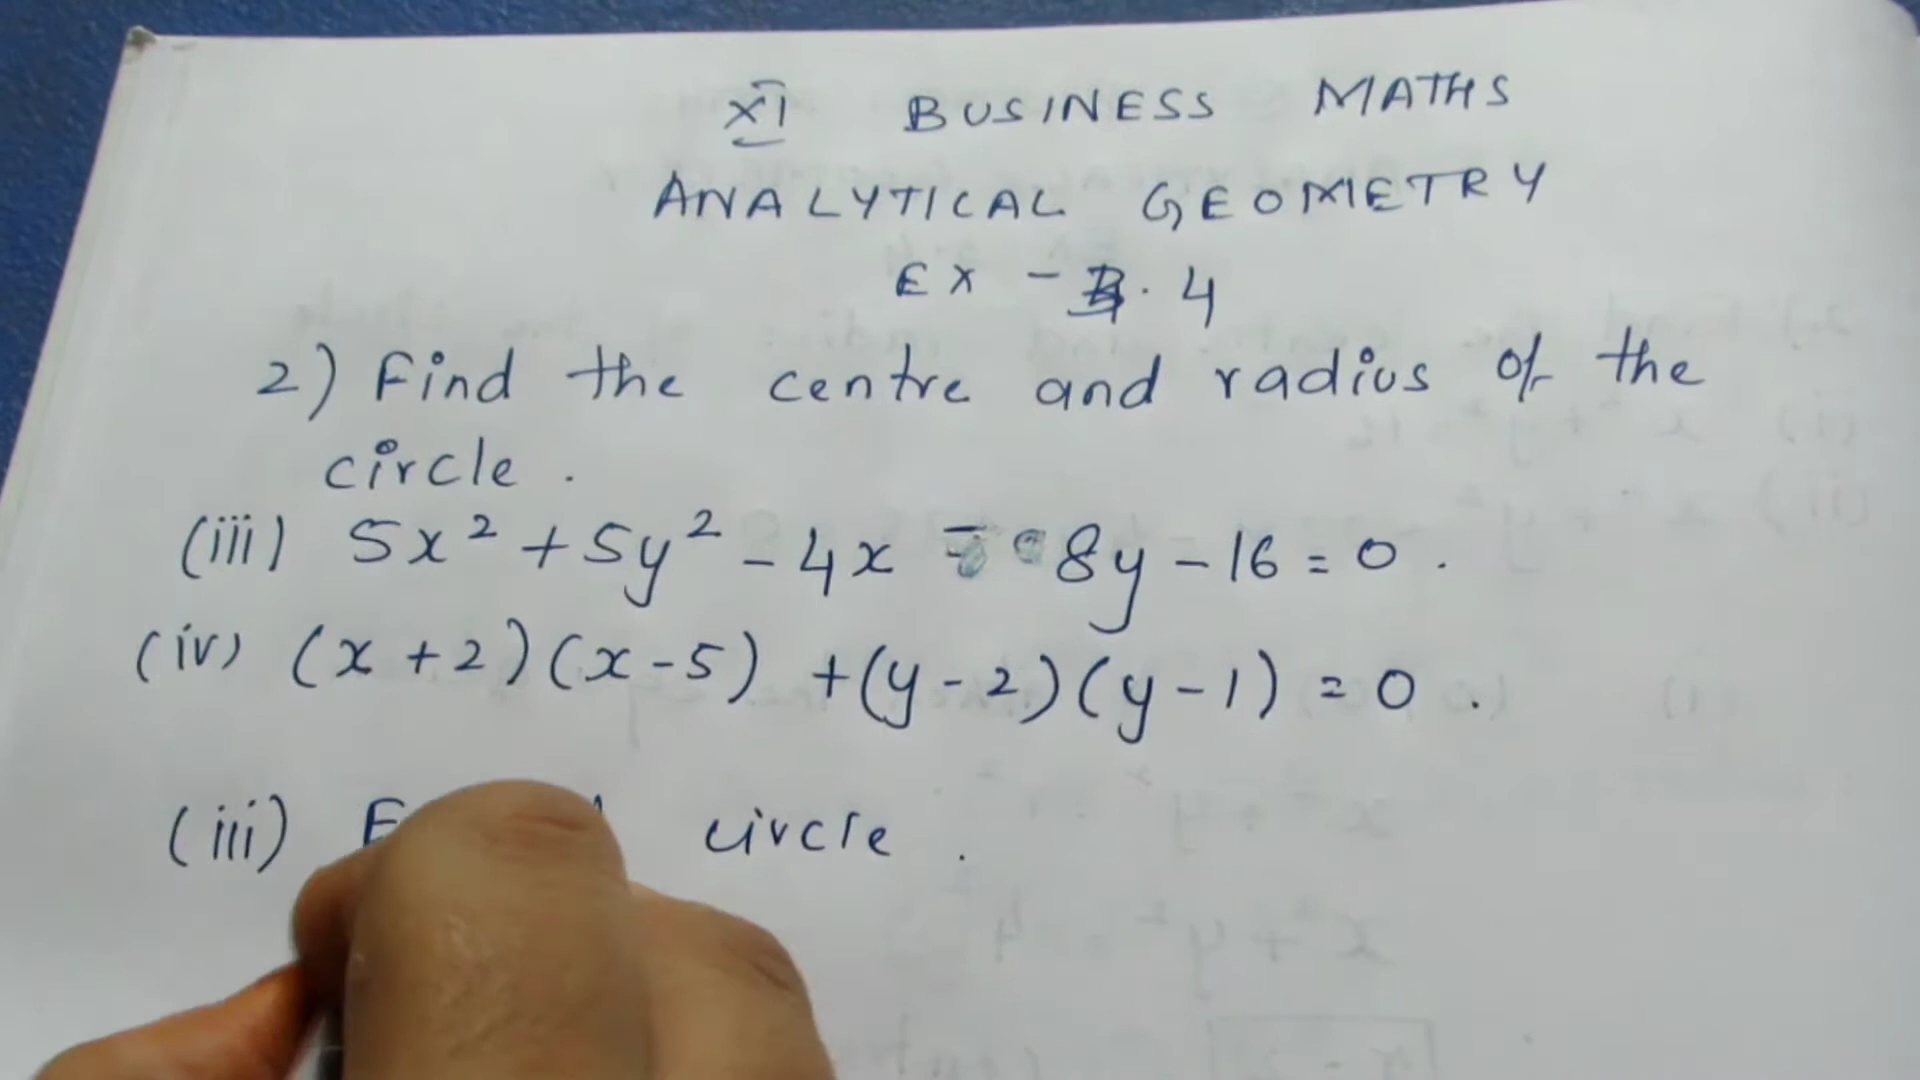 XI BUSINESS MATHS
ANALYTICAL GEOMETRY
EX - 3.4
2) Find the centre and radius of the
circle.
(iii) 5x² + 5y² - 4x - 8y - 16 = 0.
(iv) (x+2)(x-5) + (y-2)(y-1) = 0.
(iii) circle.